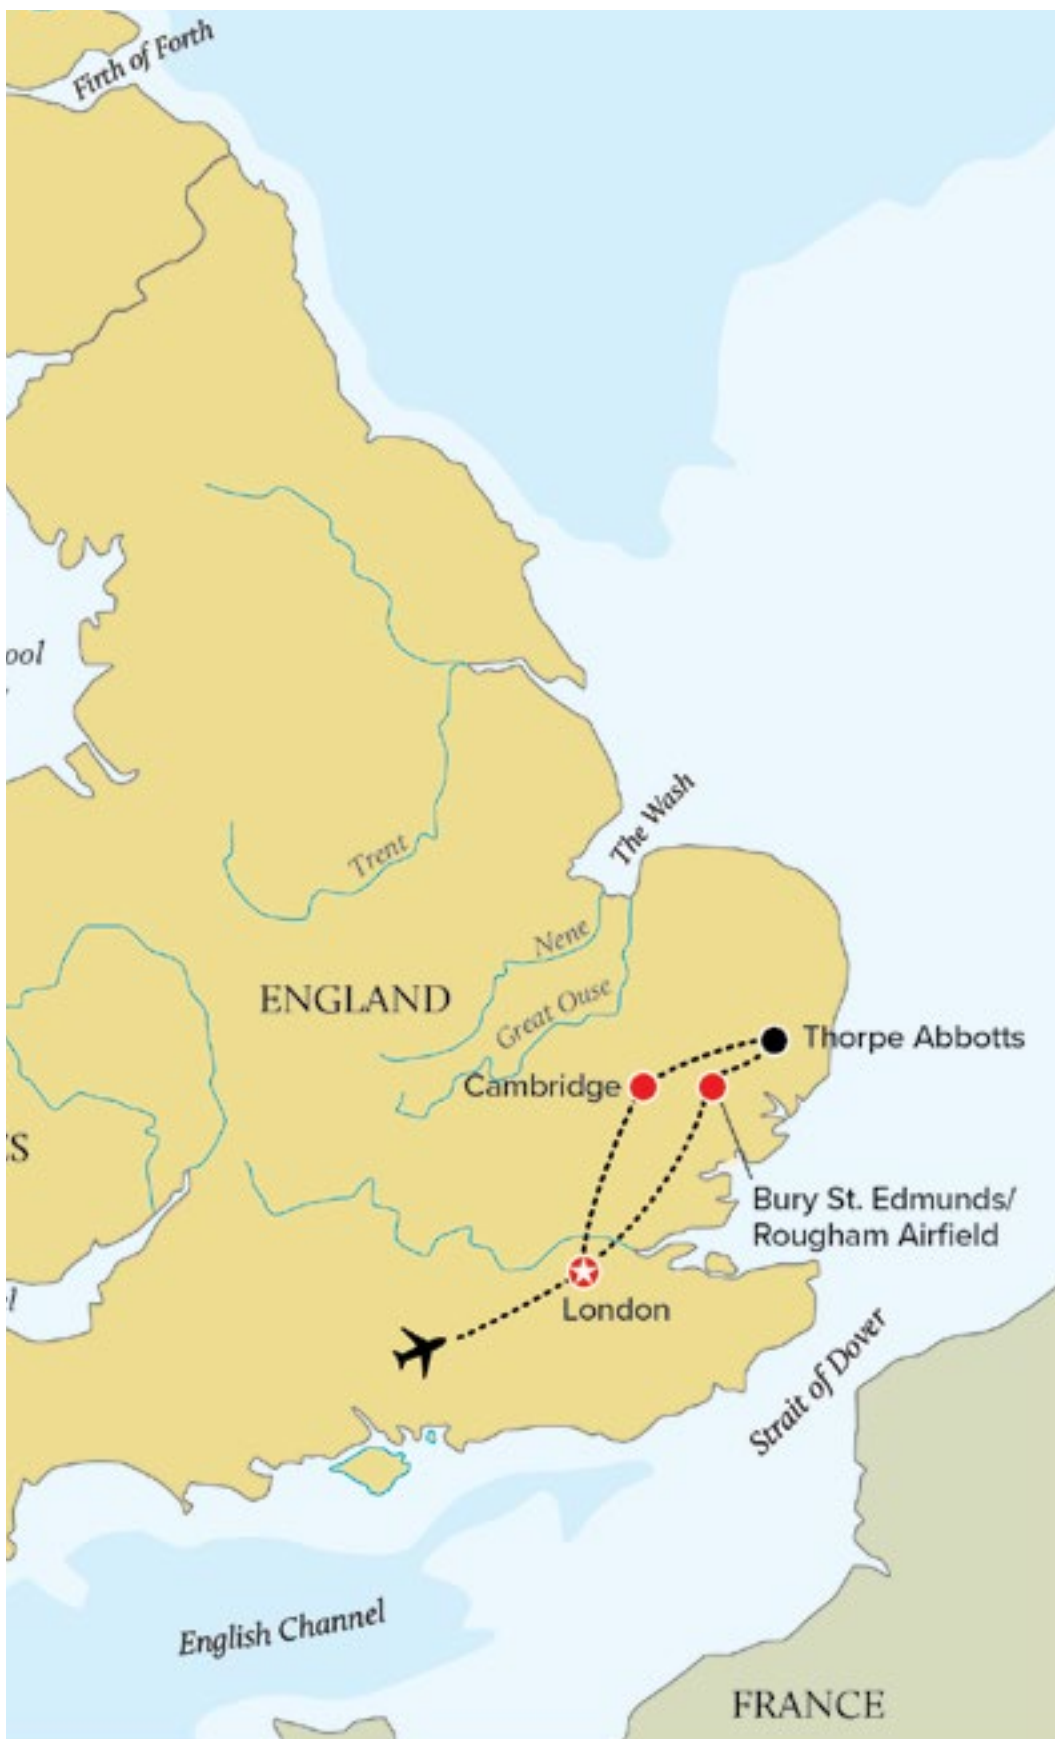 Firth of Forth
ool
The Wash
Trent
Nene
ENGLAND
Great Ouse
Thorpe Abbotts
Cambridge
S
Bury St. Edmunds/
Rougham Airfield
l
London
Strait of Dover
English Channel
FRANCE